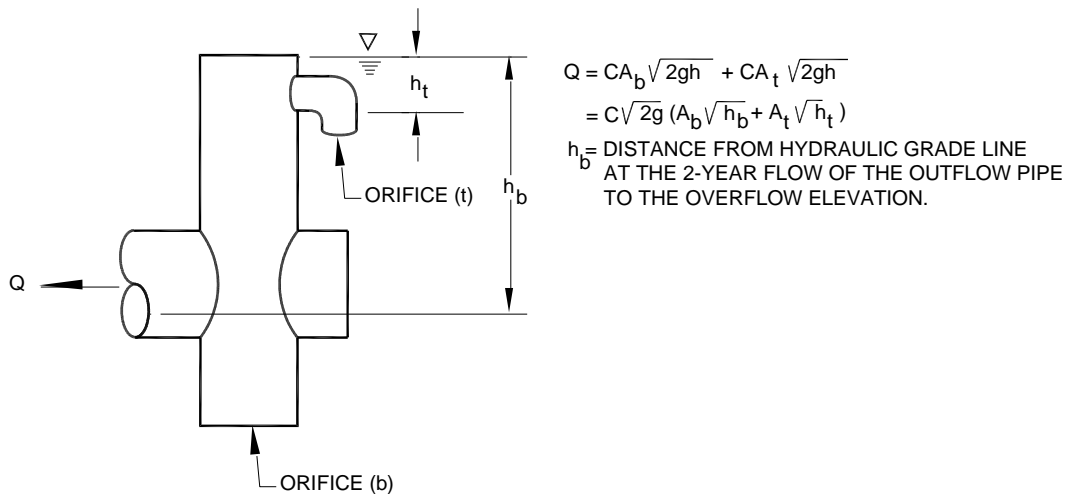 h_t
h_b
Q
ORIFICE (t)
ORIFICE (b)
Q = CA_b√2gh + CA_t √2gh
= C√2g (A_b√h_b + A_t√h_t)
h_b = DISTANCE FROM HYDRAULIC GRADE LINE
AT THE 2-YEAR FLOW OF THE OUTFLOW PIPE
TO THE OVERFLOW ELEVATION.